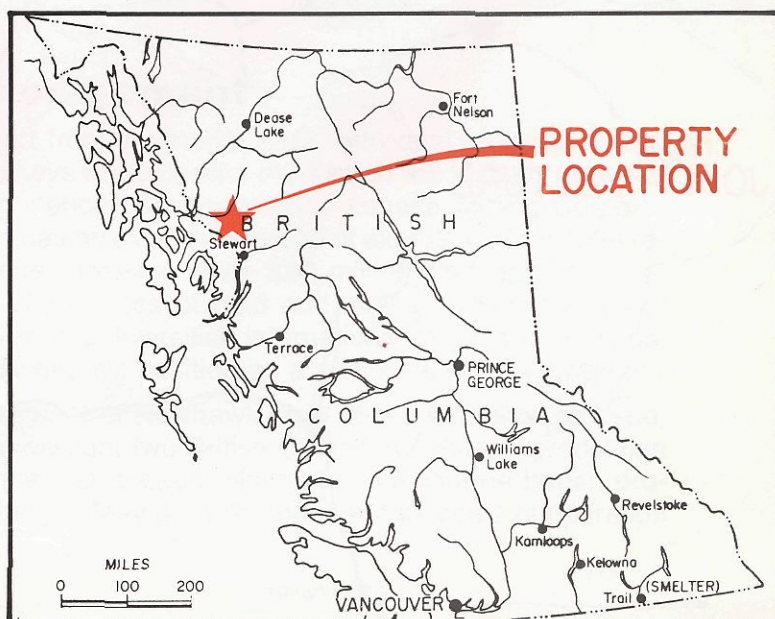 Dease
Lake
Fort
Nelson
PROPERTY
LOCATION
BRITISH
Stewart
Terrace
PRINCE
GEORGE
COLUMBIA
Williams
Lake
Revelstoke
Kamloops
Kelowna
MILES
0 100 200
(SMELTER)
Trail
VANCOUVER